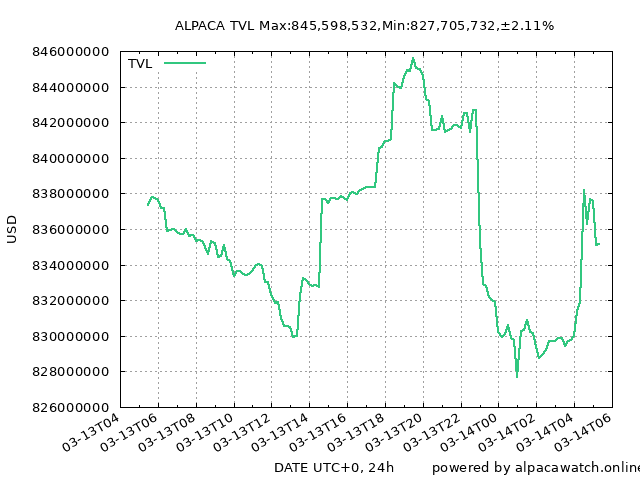 ALPACA TVL Max:845,598,532,Min:827,705,732,±2.11%
846000000
TVL
844000000
842000000
840000000
838000000
836000000
834000000
832000000
830000000
828000000
826000000
USD
03-13T04
03-13T06
03-13T08
03-13T10
03-13T12
03-13T14
03-13T16
03-13T18
03-13T20
03-13T22
03-14T00
03-14T02
03-14T04
03-14T06
DATE UTC+0, 24h
powered by alpacawatch.online